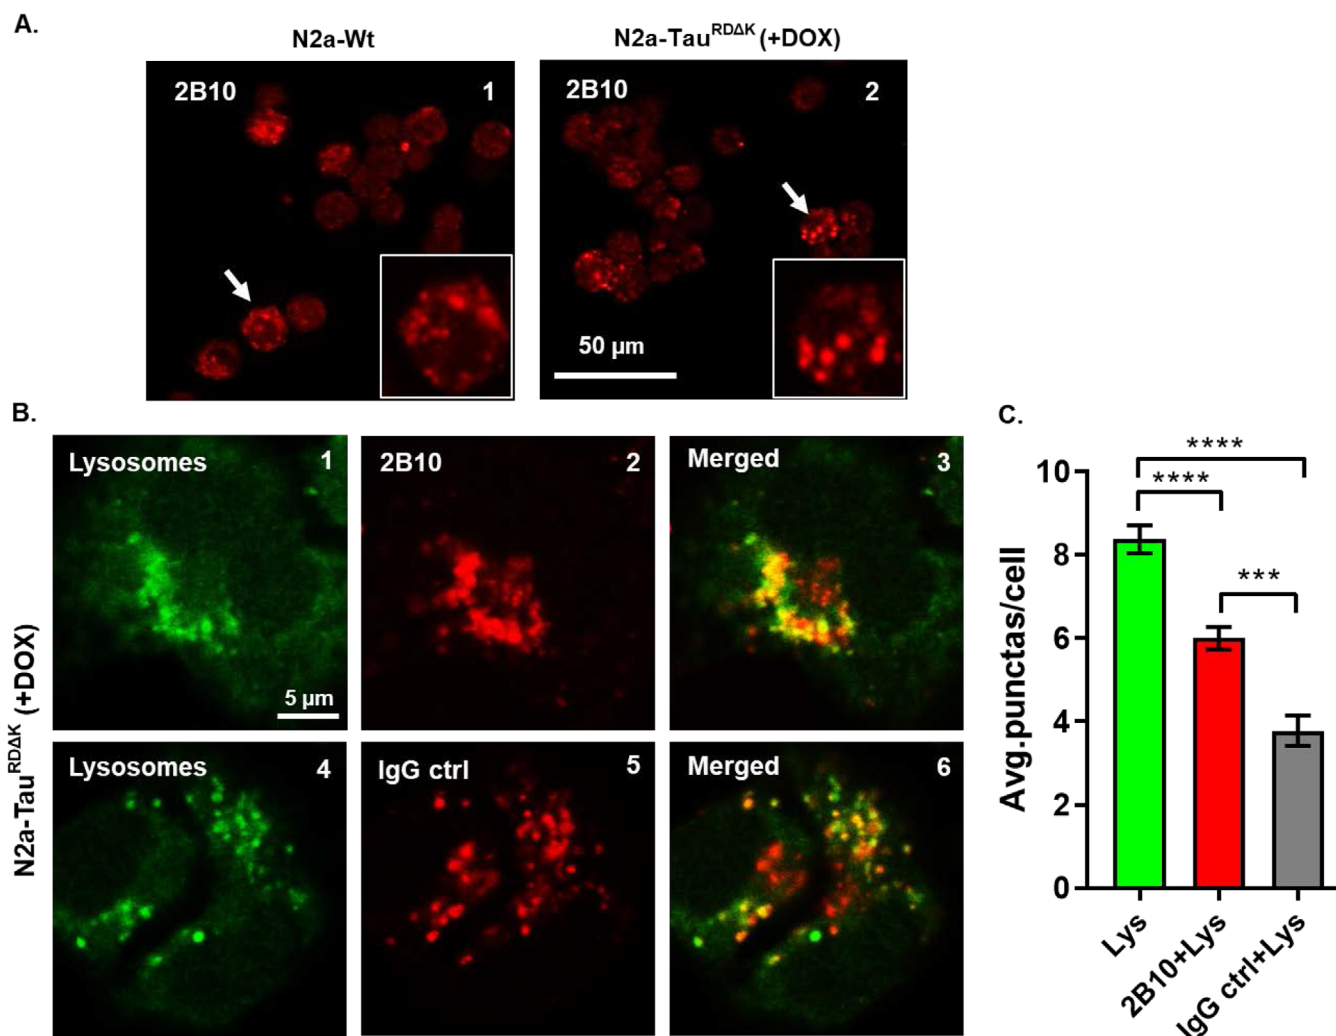 A.
N2a-Wt
N2a-Tauᴿᴰᐃᴷ (+DOX)
2B10
1
2B10
2
50 µm
B.
N2a-Tauᴿᴰᐃᴷ (+DOX)
Lysosomes
1
5 µm
2B10
2
Merged
3
Lysosomes
4
IgG ctrl
5
Merged
6
C.
Avg.punctas/cell
****
****
***
10
8
6
4
2
0
Lys
2B10+Lys
IgG ctrl+Lys